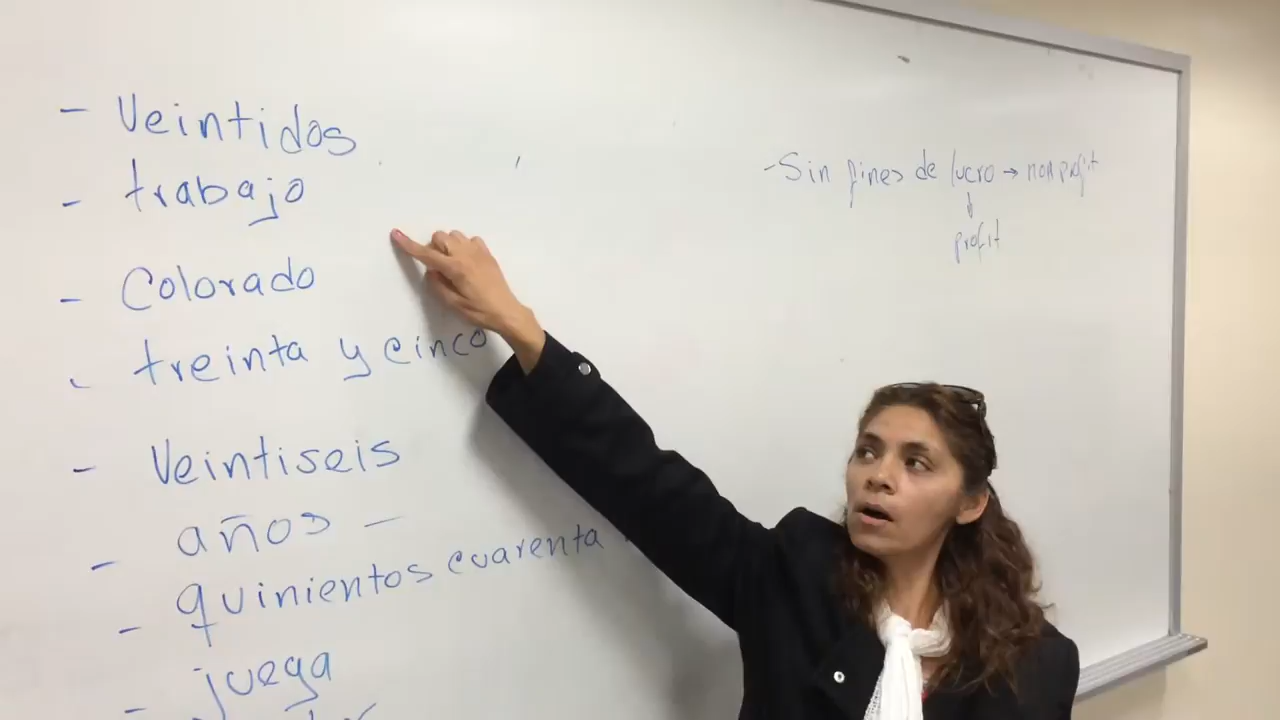 - Veintidos
- trabajo
- Colorado
- treinta y cinco
- Veintiseis
- años -
- quinientos cuarenta
- juega
- Sin fines de lucro → non profit
↓
profit